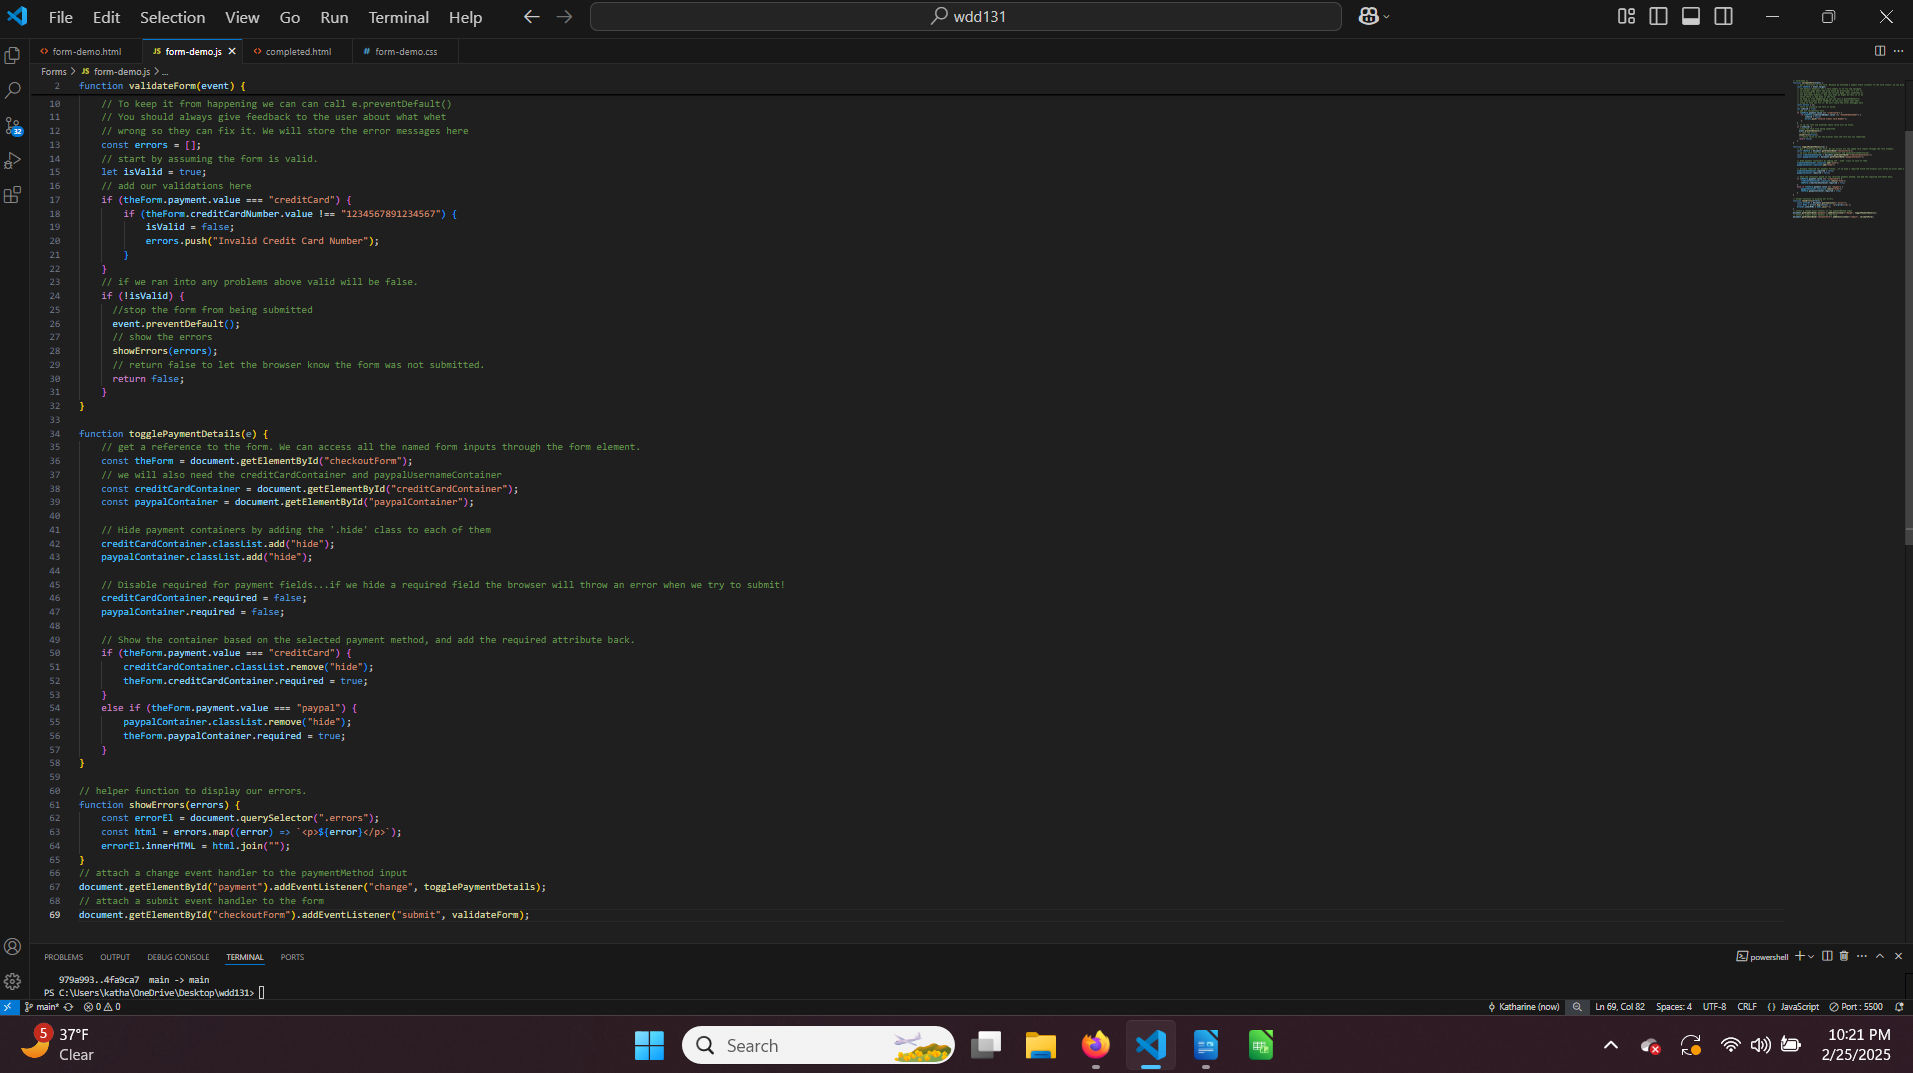 File Edit Selection View Go Run Terminal Help
wdd131
form-demo.html JS form-demo.js completed.html # form-demo.css
Forms > JS form-demo.js > ...
2 function validateForm(event) {
10 // To keep it from happening we can can call e.preventDefault()
11 // You should always give feedback to the user about what whet
12 // wrong so they can fix it. We will store the error messages here
13 const errors = [];
14 // start by assuming the form is valid.
15 let isValid = true;
16 // add our validations here
17 if (theForm.payment.value === "creditCard") {
18 if (theForm.creditCardNumber.value !== "1234567891234567") {
19 isValid = false;
20 errors.push("Invalid Credit Card Number");
21 }
22 }
23 // if we ran into any problems above valid will be false.
24 if (!isValid) {
25 //stop the form from being submitted
26 event.preventDefault();
27 // show the errors
28 showErrors(errors);
29 // return false to let the browser know the form was not submitted.
30 return false;
31 }
32 }
33
34 function togglePaymentDetails(e) {
35 // get a reference to the form. We can access all the named form inputs through the form element.
36 const theForm = document.getElementById("checkoutForm");
37 // we will also need the creditCardContainer and paypalUsernameContainer
38 const creditCardContainer = document.getElementById("creditCardContainer");
39 const paypalContainer = document.getElementById("paypalContainer");
40
41 // Hide payment containers by adding the '.hide' class to each of them
42 creditCardContainer.classList.add("hide");
43 paypalContainer.classList.add("hide");
44
45 // Disable required for payment fields...if we hide a required field the browser will throw an error when we try to submit!
46 creditCardContainer.required = false;
47 paypalContainer.required = false;
48
49 // Show the container based on the selected payment method, and add the required attribute back.
50 if (theForm.payment.value === "creditCard") {
51 creditCardContainer.classList.remove("hide");
52 theForm.creditCardContainer.required = true;
53 }
54 else if (theForm.payment.value === "paypal") {
55 paypalContainer.classList.remove("hide");
56 theForm.paypalContainer.required = true;
57 }
58 }
59
60 // helper function to display our errors.
61 function showErrors(errors) {
62 const errorEl = document.querySelector(".errors");
63 const html = errors.map((error) => `<p>${error}</p>`);
64 errorEl.innerHTML = html.join("");
65 }
66 // attach a change event handler to the paymentMethod input
67 document.getElementById("payment").addEventListener("change", togglePaymentDetails);
68 // attach a submit event handler to the form
69 document.getElementById("checkoutForm").addEventListener("submit", validateForm);
32
PROBLEMS OUTPUT DEBUG CONSOLE TERMINAL PORTS
powershell
979a993..4fa9ca7 main -> main
PS C:\Users\katha\OneDrive\Desktop\wdd131>
main* 0 0
Katharine (now) Ln 69, Col 82 Spaces: 4 UTF-8 CRLF {} JavaScript Port : 5500
5 37°F
Clear
Search
10:21 PM
2/25/2025